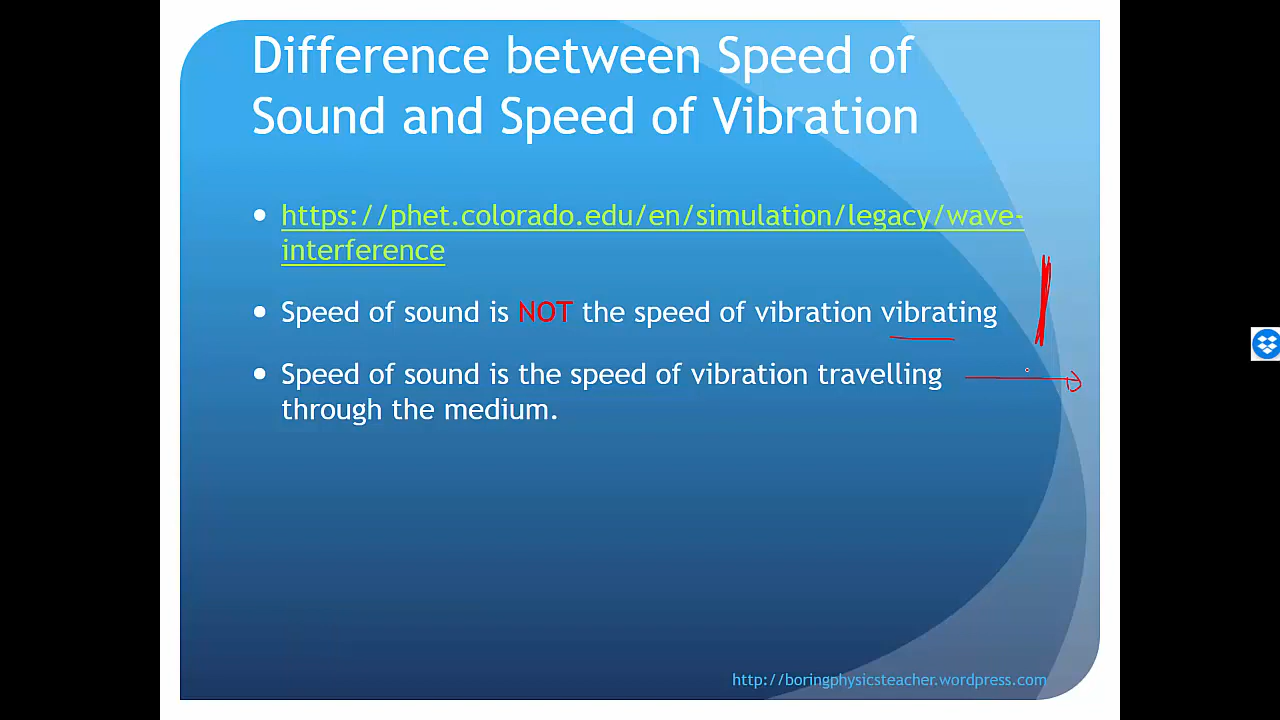 Difference between Speed of
Sound and Speed of Vibration
• https://phet.colorado.edu/en/simulation/legacy/wave-
interference
• Speed of sound is NOT the speed of vibration vibrating
• Speed of sound is the speed of vibration travelling
through the medium.
http://boringphysicsteacher.wordpress.com